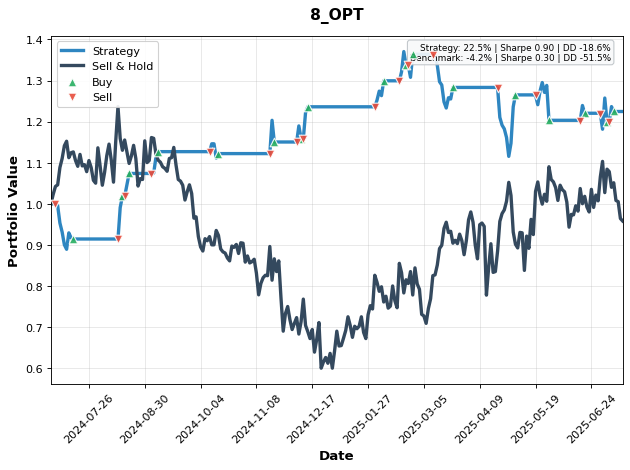 8_OPT
Strategy
Sell & Hold
Buy
Sell
Strategy: 22.5% | Sharpe 0.90 | DD -18.6%
Benchmark: -4.2% | Sharpe 0.30 | DD -51.5%
Portfolio Value
1.4
1.3
1.2
1.1
1.0
0.9
0.8
0.7
0.6
2024-07-26
2024-08-30
2024-10-04
2024-11-08
2024-12-17
2025-01-27
2025-03-05
2025-04-09
2025-05-19
2025-06-24
Date